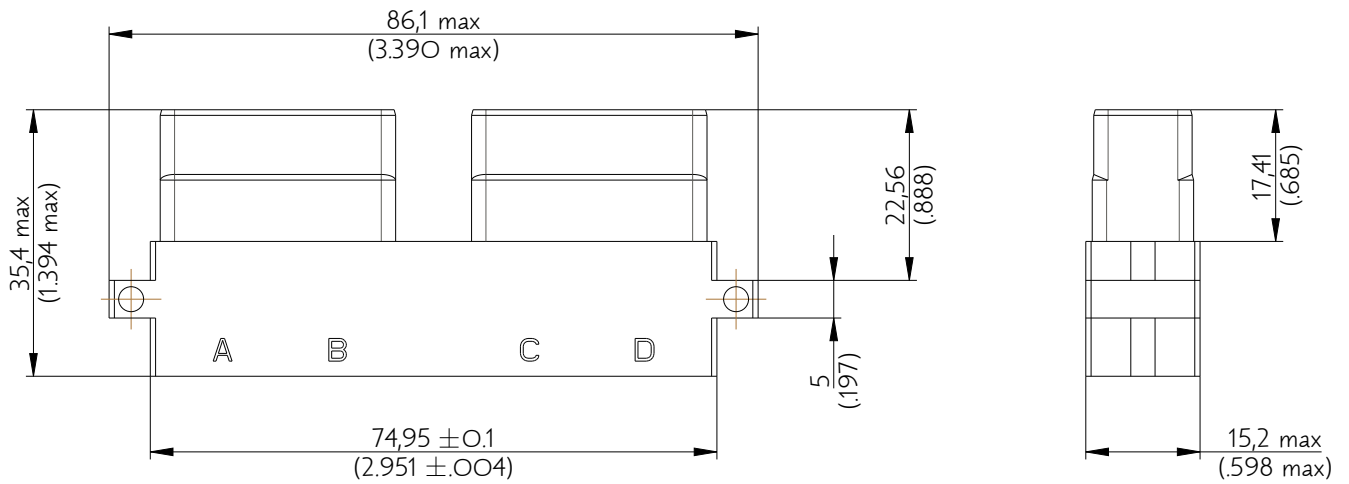 86,1 max
(3.390 max)
35,4 max
(1.394 max)
22,56
(.888)
17,41
(.685)
A B C D
5
(.197)
74,95 ±0.1
(2.951 ±.004)
15,2 max
(.598 max)